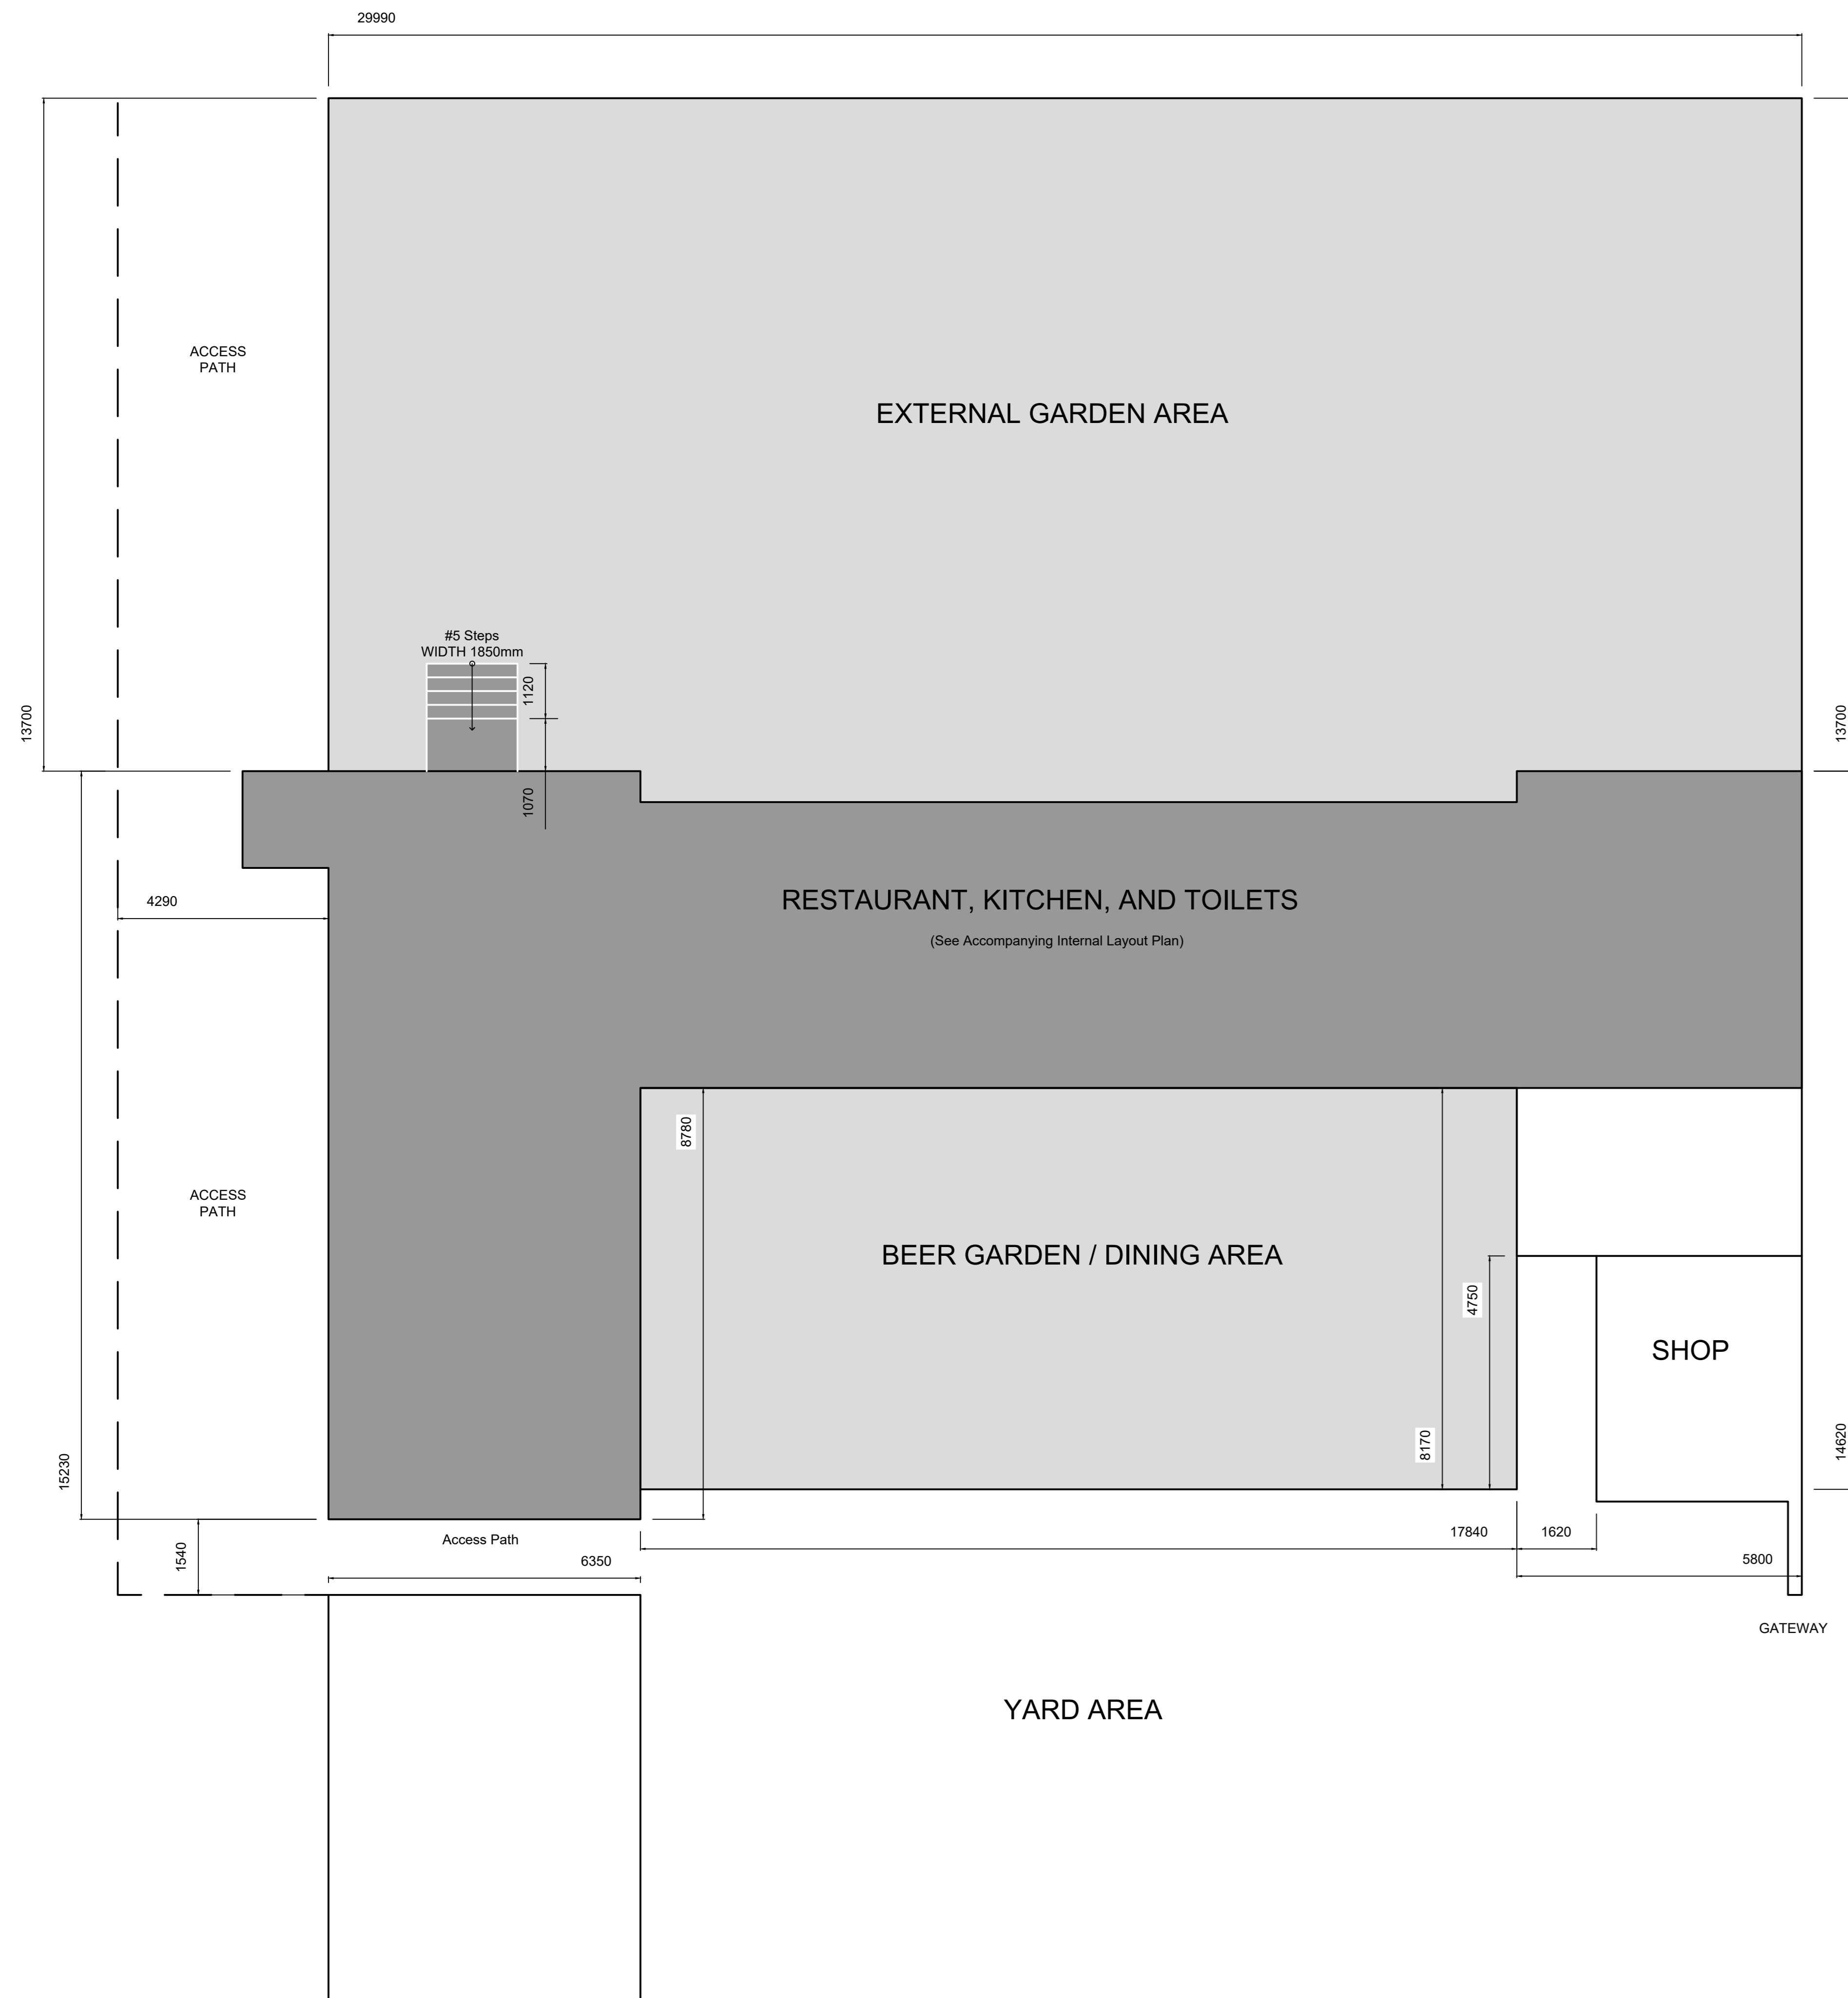 29990
ACCESS
PATH
EXTERNAL GARDEN AREA
#5 Steps
WIDTH 1850mm
1120
13700
13700
1070
4290
RESTAURANT, KITCHEN, AND TOILETS
(See Accompanying Internal Layout Plan)
8780
ACCESS
PATH
BEER GARDEN / DINING AREA
4750
SHOP
8170
14620
15230
Access Path
17840
1620
1540
6350
5800
GATEWAY
YARD AREA